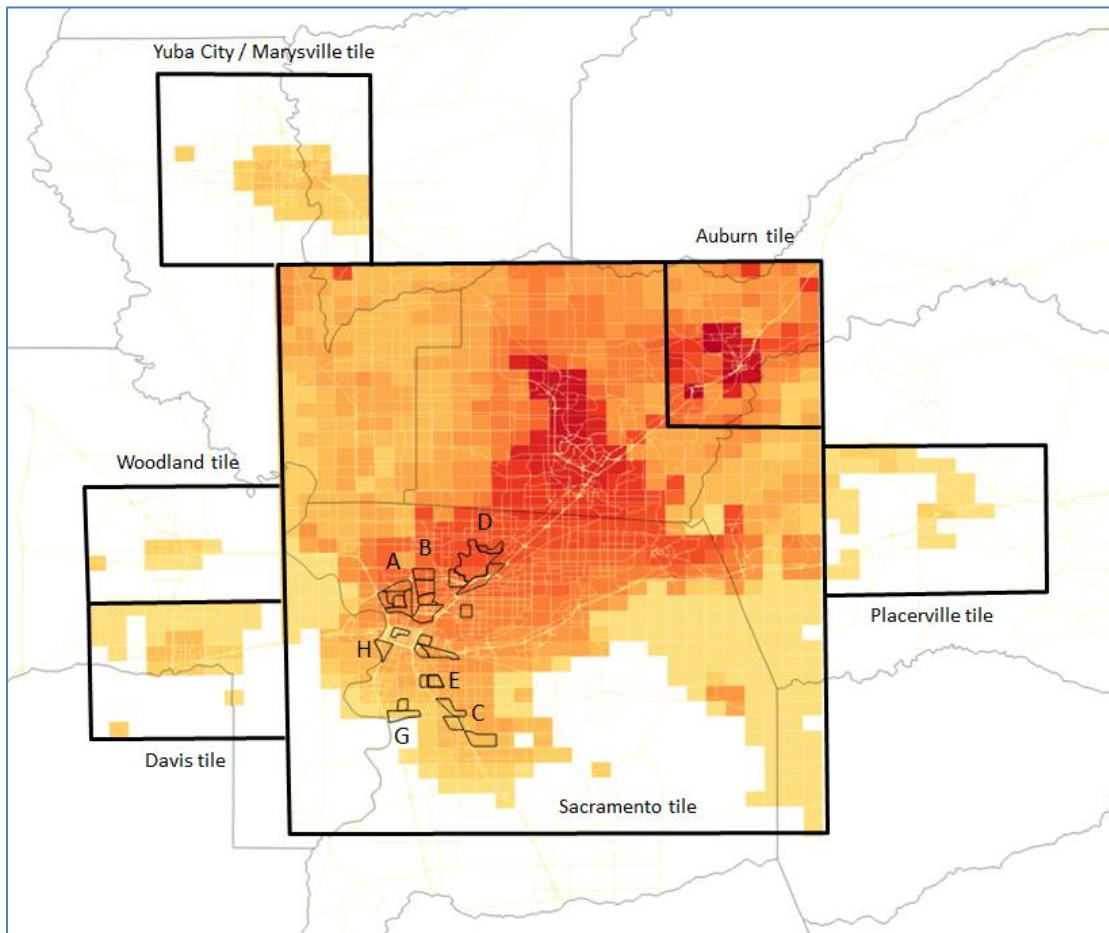 Yuba City / Marysville tile
Auburn tile
Woodland tile
D
B
A
Placerville tile
H
E
C
G
Davis tile
Sacramento tile